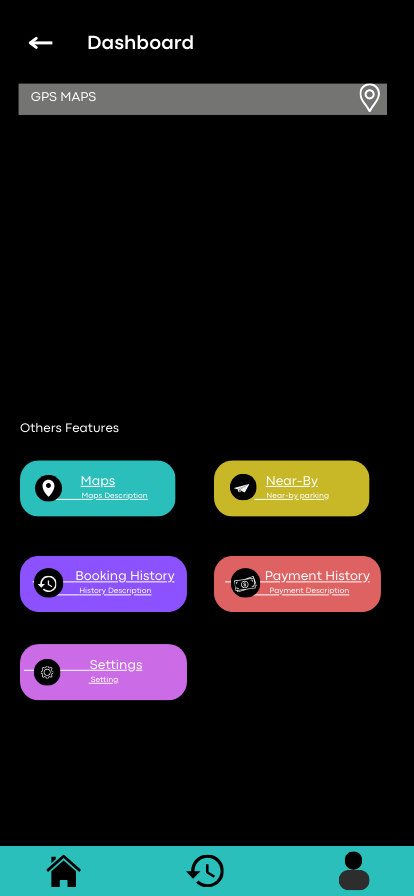 Dashboard
GPS MAPS
Others Features
Maps
Maps Description
Near-By
Near-by parking
Booking History
History Description
Payment History
Payment Description
Settings
Setting